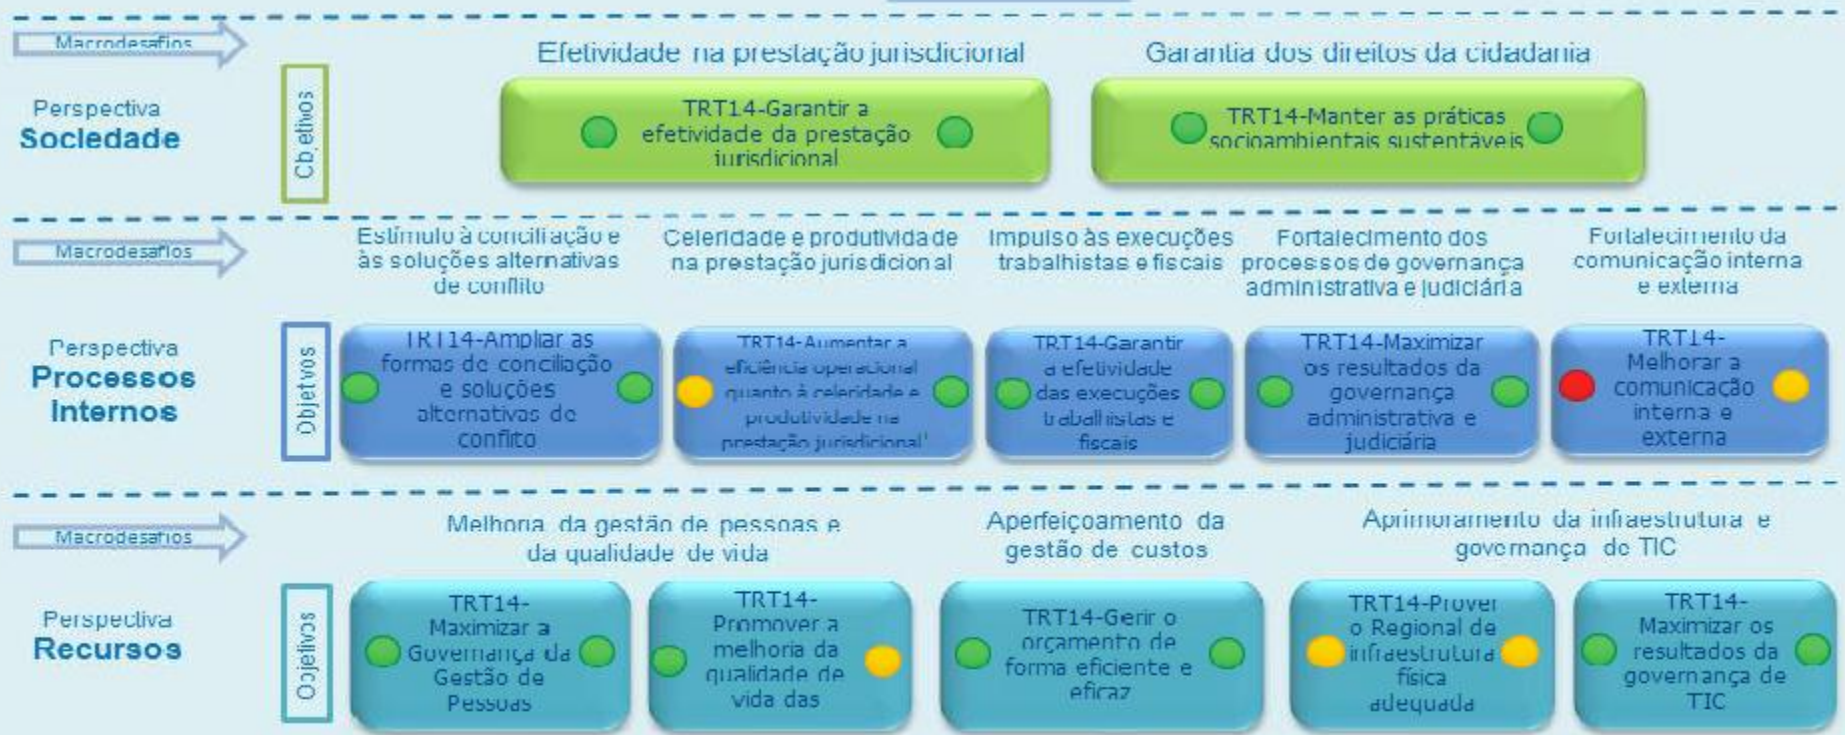 Macrodesafios
Efetividade na prestação jurisdicional
Garantia dos direitos da cidadania
Perspectiva
Sociedade
Objetivos
TRT14-Garantir a
efetividade da prestação
jurisdicional
TRT14-Manter as práticas
socioambientais sustentáveis
Macrodesafios
Estímulo à conciliação e
às soluções alternativas
de conflito
Celeridade e produtividade
na prestação jurisdicional
Impulso às execuções
trabalhistas e fiscais
Fortalecimento dos
processos de governança
administrativa e judiciária
Fortalecimento da
comunicação interna
e externa
Perspectiva
Processos
Internos
Objetivos
TRT14-Ampliar as
formas de conciliação
e soluções
alternativas de
conflito
TRT14-Aumentar a
eficiência operacional
quanto à celeridade e
produtividade na
prestação jurisdicional
TRT14-Garantir
a efetividade
das execuções
trabalhistas e
fiscais
TRT14-Maximizar
os resultados da
governança
administrativa e
judiciária
TRT14-
Melhorar a
comunicação
interna e
externa
Macrodesafios
Melhoria da gestão de pessoas e
da qualidade de vida
Aperfeiçoamento da
gestão de custos
Aprimoramento da infraestrutura e
governança de TIC
Perspectiva
Recursos
Objetivos
TRT14-
Maximizar a
Governança da
Gestão de
Pessoas
TRT14-
Promover a
melhoria da
qualidade de
vida das
TRT14-Gerir o
orçamento de
forma eficiente e
eficaz
TRT14-Prover
o Regional de
infraestrutura
física
adequada
TRT14-
Maximizar os
resultados da
governança de
TIC